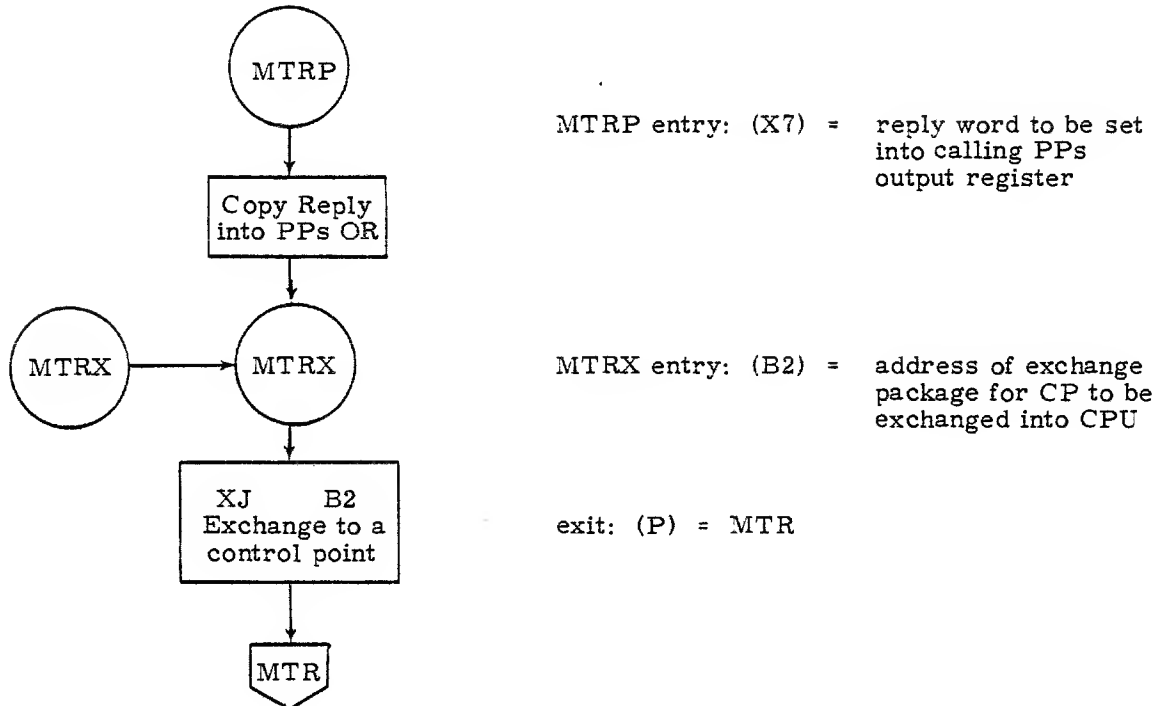 MTRP
MTRP entry: (X7) = reply word to be set
into calling PPs
output register
Copy Reply
into PPs OR
MTRX
MTRX
MTRX entry: (B2) = address of exchange
package for CP to be
exchanged into CPU
XJ B2
Exchange to a
control point
exit: (P) = MTR
MTR